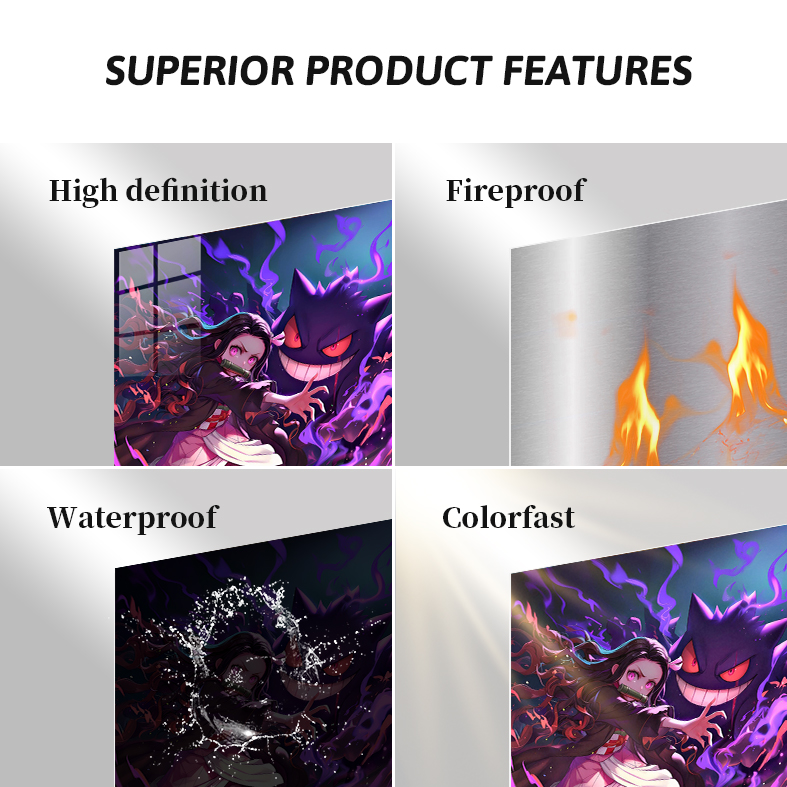 SUPERIOR PRODUCT FEATURES
High definition
Fireproof
Waterproof
Colorfast